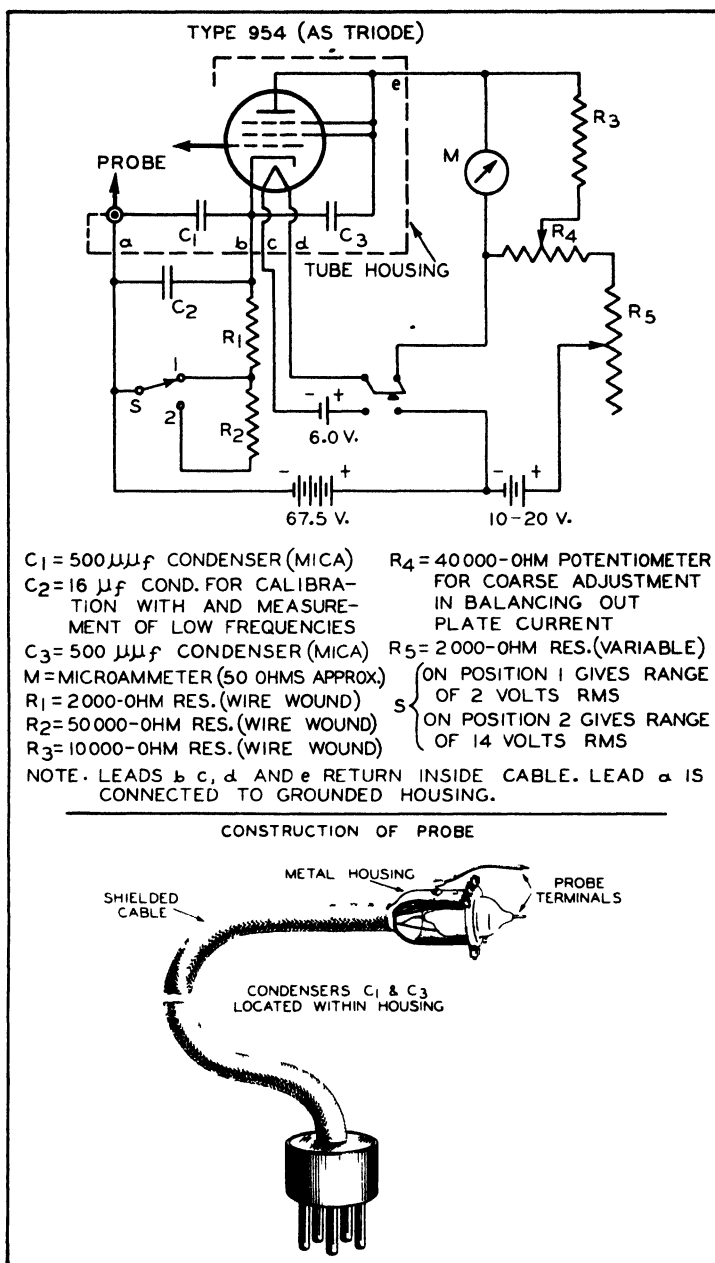 TYPE 954 (AS TRIODE)
e
R3
PROBE
M
C1
C3
R4
a
b
c
d
TUBE HOUSING
C2
R5
R1
1
S
2
R2
- +
6.0 V.
- +
67.5 V.
- +
10-20 V.
C1 = 500 μμf CONDENSER (MICA)
C2 = 16 μf COND. FOR CALIBRA-
TION WITH AND MEASURE-
MENT OF LOW FREQUENCIES
C3 = 500 μμf CONDENSER (MICA)
M = MICROAMMETER (50 OHMS APPROX.)
R1 = 2000-OHM RES. (WIRE WOUND)
R2 = 50000-OHM RES. (WIRE WOUND)
R3 = 10000-OHM RES. (WIRE WOUND)
R4 = 40000-OHM POTENTIOMETER
FOR COARSE ADJUSTMENT
IN BALANCING OUT
PLATE CURRENT
R5 = 2000-OHM RES. (VARIABLE)
S { ON POSITION 1 GIVES RANGE
OF 2 VOLTS RMS
ON POSITION 2 GIVES RANGE
OF 14 VOLTS RMS
NOTE. LEADS b c, d AND e RETURN INSIDE CABLE. LEAD a IS
CONNECTED TO GROUNDED HOUSING.
CONSTRUCTION OF PROBE
METAL HOUSING
PROBE
TERMINALS
SHIELDED
CABLE
CONDENSERS C1 & C3
LOCATED WITHIN HOUSING